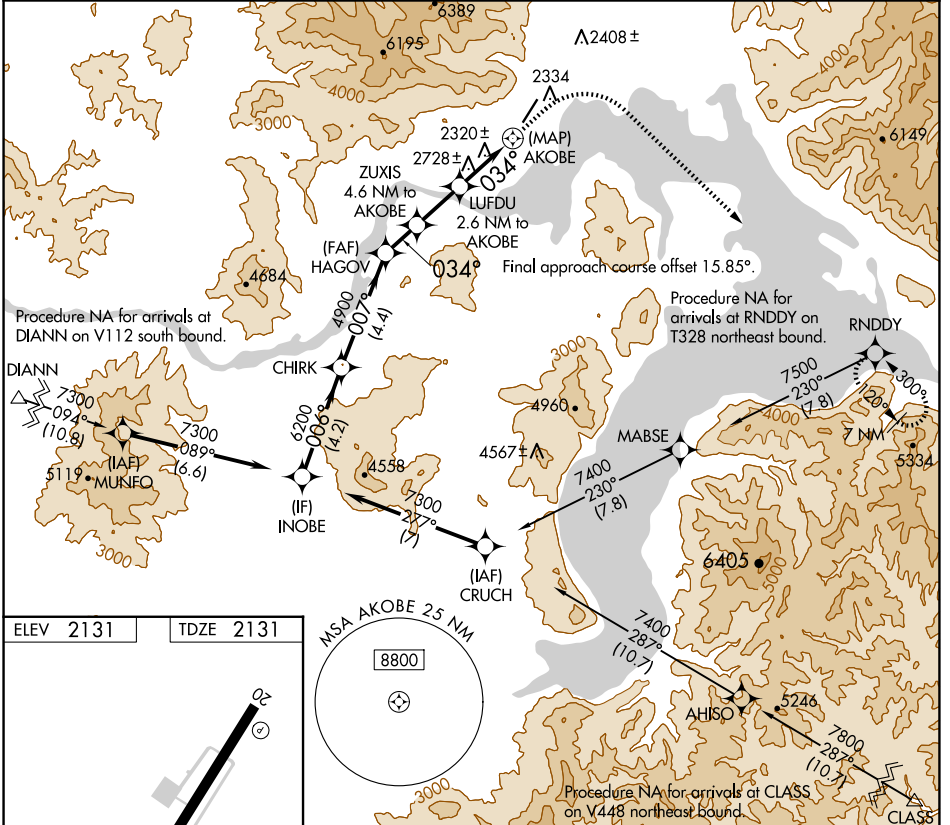 6389
6195
2408±
4000
4000
3000
2334
2320±
(MAP)
AKOBE
6149
2728±
ZUXIS
4.6 NM to
AKOBE
034°
LUFDU
2.6 NM to
AKOBE
(FAF)
HAGOV
034°
Final approach course offset 15.85°.
4684
4900
007°
(4.4)
Procedure NA for
arrivals at RNDDY on
T328 northeast bound.
Procedure NA for arrivals at
DIANN on V112 south bound.
RNDDY
3000
CHIRK
DIANN
7300
094°
(10.8)
7500
230°
(7.8)
300°
120°
7 NM
4000
4960
6200
006°
(4.2)
7300
089°
(6.6)
(IAF)
MUNFO
MABSE
4567±
5334
5119
4558
7400
230°
(7.8)
(IF)
INOBE
7300
277°
(7)
3000
(IAF)
CRUCH
6405
5000
ELEV 2131
TDZE 2131
MSA AKOBE 25 NM
8800
7400
287°
(10.7)
20
P
AHISO
5246
7800
287°
(10.7)
3000
Procedure NA for arrivals at CLASS
on V448 northeast bound.
CLASS